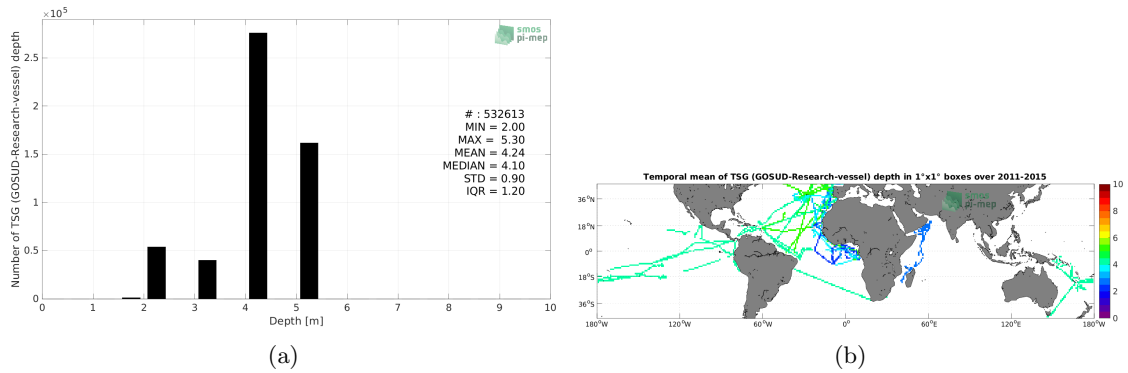 ×10⁵
smos
pi-mep
2.5
2
1.5
1
0.5
0
Number of TSG (GOSUD-Research-vessel) depth
# : 532613
MIN = 2.00
MAX = 5.30
MEAN = 4.24
MEDIAN = 4.10
STD = 0.90
IQR = 1.20
0 1 2 3 4 5 6 7 8 9 10
Depth [m]
(a)
Temporal mean of TSG (GOSUD-Research-vessel) depth in 1°x1° boxes over 2011-2015
smos
pi-mep
36°N
18°N
0°
18°S
36°S
180°W 120°W 60°W 0° 60°E 120°E 180°W
10
8
6
4
2
0
(b)